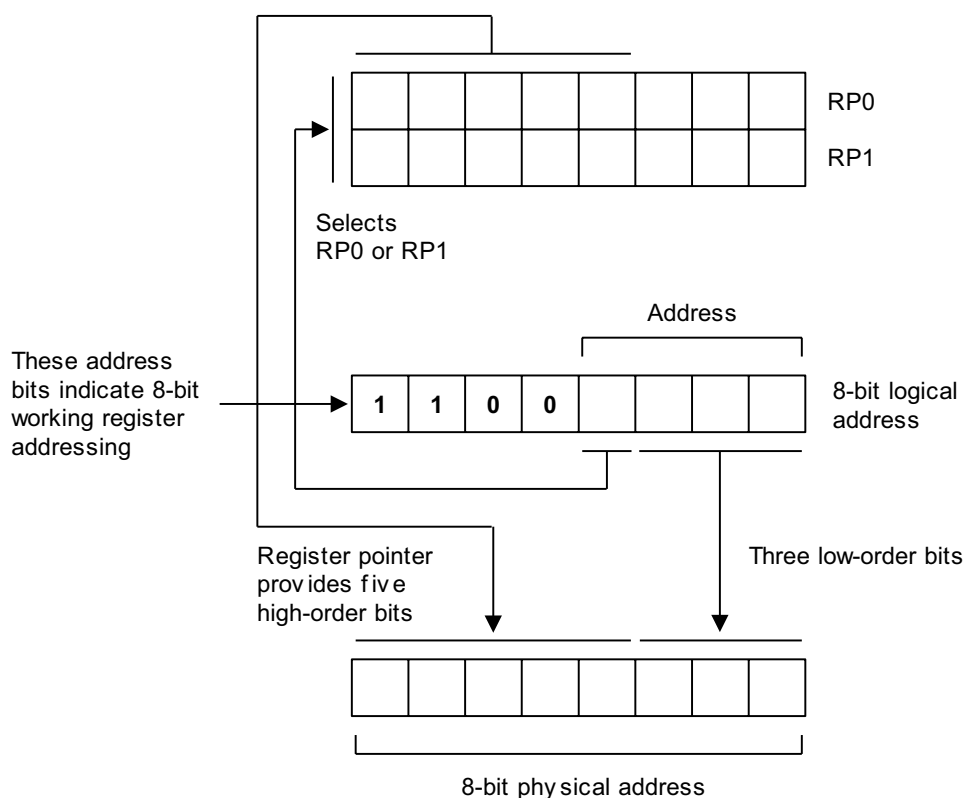 RP0
RP1
Selects
RP0 or RP1
Address
These address
bits indicate 8-bit
working register
addressing
1 1 0 0
8-bit logical
address
Register pointer
provides five
high-order bits
Three low-order bits
8-bit physical address